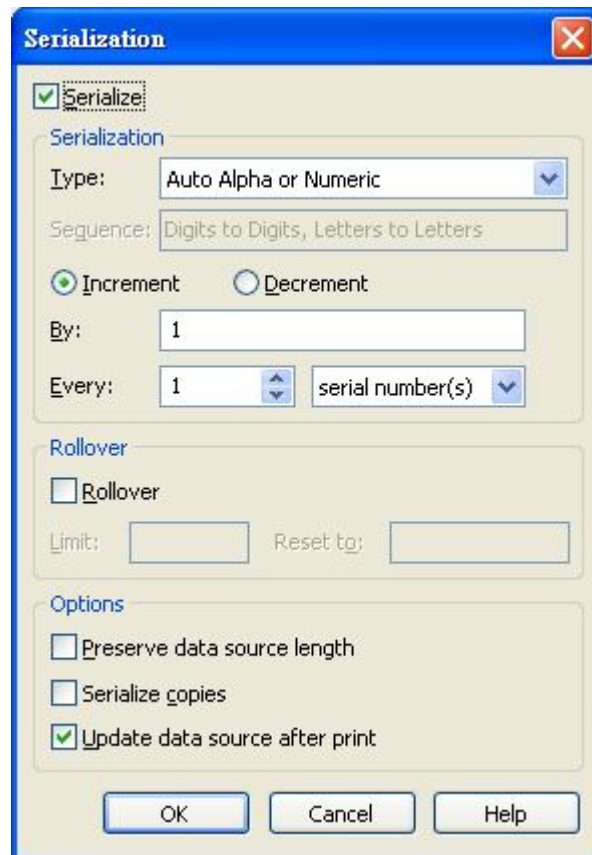 Serialization
Serialize
Serialization
Type: Auto Alpha or Numeric
Sequence: Digits to Digits, Letters to Letters
Increment Decrement
By: 1
Every: 1 serial number(s)
Rollover
Rollover
Limit: Reset to:
Options
Preserve data source length
Serialize copies
Update data source after print
OK Cancel Help